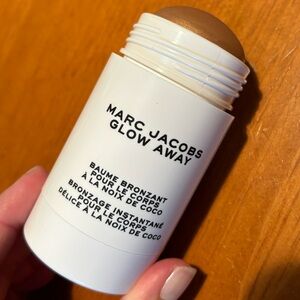 MARC JACOBS
GLOW AWAY
BAUME BRONZANT
POUR LE CORPS
À LA NOIX DE COCO
BRONZAGE INSTANTANÉ
POUR LE CORPS
DÉLICE À LA NOIX DE COCO